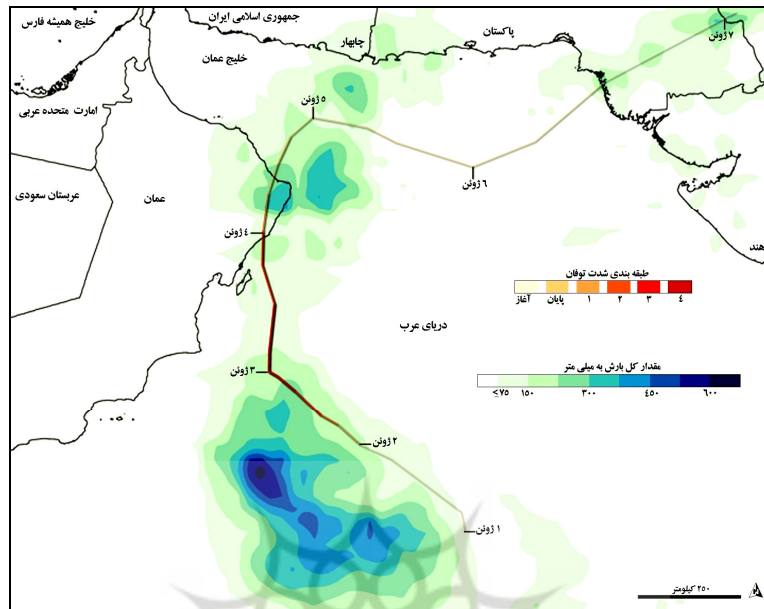 خلیج همیشه فارس
جمهوری اسلامی ایران
پاکستان
۷ ژوئن
چابهار
خلیج عمان
۵ ژوئن
امارت متحده عربی
۶ ژوئن
عربستان سعودی
عمان
۴ ژوئن
هند
طبقه بندی شدت توفان
آغاز پایان ۱ ۲ ۳ ۴
دریای عرب
۳ ژوئن
مقدار کل بارش به میلی متر
≤۷۵ ۱۵۰ ۳۰۰ ۴۵۰ ۶۰۰
۲ ژوئن
۱ ژوئن
۲۵۰ کیلومتر